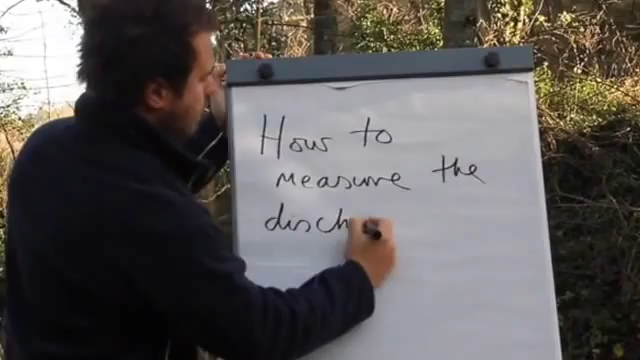 How to
measure the
disch